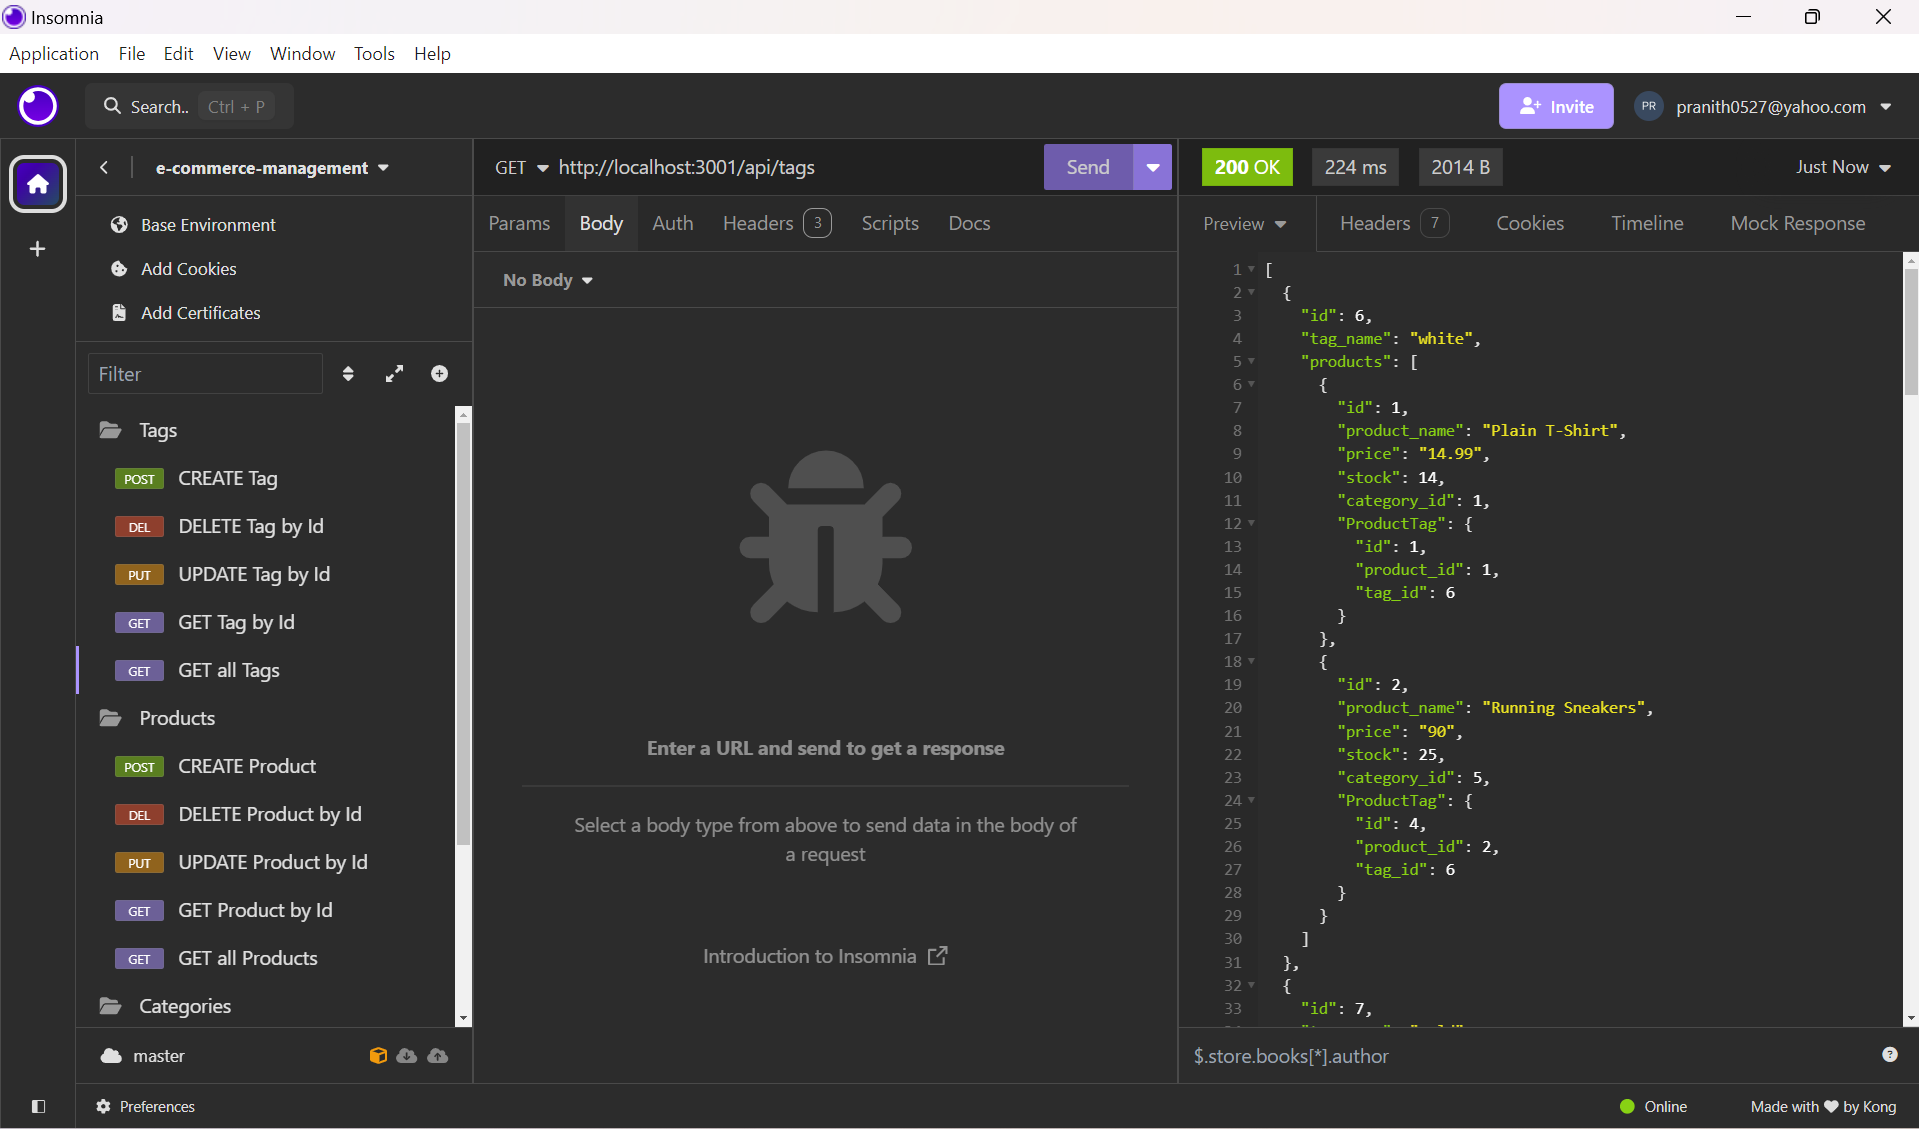 Insomnia
Application File Edit View Window Tools Help
Search.. Ctrl + P
Invite
PR pranith0527@yahoo.com
e-commerce-management
Base Environment
Add Cookies
Add Certificates
Filter
Tags
POST CREATE Tag
DEL DELETE Tag by Id
PUT UPDATE Tag by Id
GET GET Tag by Id
GET GET all Tags
Products
POST CREATE Product
DEL DELETE Product by Id
PUT UPDATE Product by Id
GET GET Product by Id
GET GET all Products
Categories
master
Preferences
GET http://localhost:3001/api/tags Send
Params Body Auth Headers 3 Scripts Docs
No Body
Enter a URL and send to get a response
Select a body type from above to send data in the body of
a request
Introduction to Insomnia
200 OK 224 ms 2014 B Just Now
Preview Headers 7 Cookies Timeline Mock Response
1 [
2 {
3 "id": 6,
4 "tag_name": "white",
5 "products": [
6 {
7 "id": 1,
8 "product_name": "Plain T-Shirt",
9 "price": "14.99",
10 "stock": 14,
11 "category_id": 1,
12 "ProductTag": {
13 "id": 1,
14 "product_id": 1,
15 "tag_id": 6
16 }
17 },
18 {
19 "id": 2,
20 "product_name": "Running Sneakers",
21 "price": "90",
22 "stock": 25,
23 "category_id": 5,
24 "ProductTag": {
25 "id": 4,
26 "product_id": 2,
27 "tag_id": 6
28 }
29 }
30 ]
31 },
32 {
33 "id": 7,
$.store.books[*].author
Online
Made with by Kong